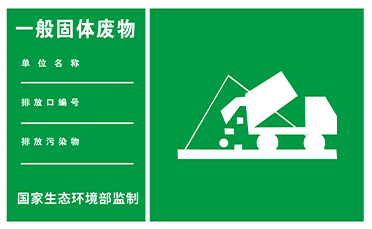 一般固体废物
单位名称
排放口编号
排放污染物
国家生态环境部监制